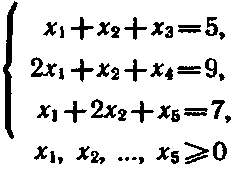 x₁+x₂+x₃=5,
2x₁+x₂+x₄=9,
x₁+2x₂+x₅=7,
x₁, x₂, ..., x₅⩾0